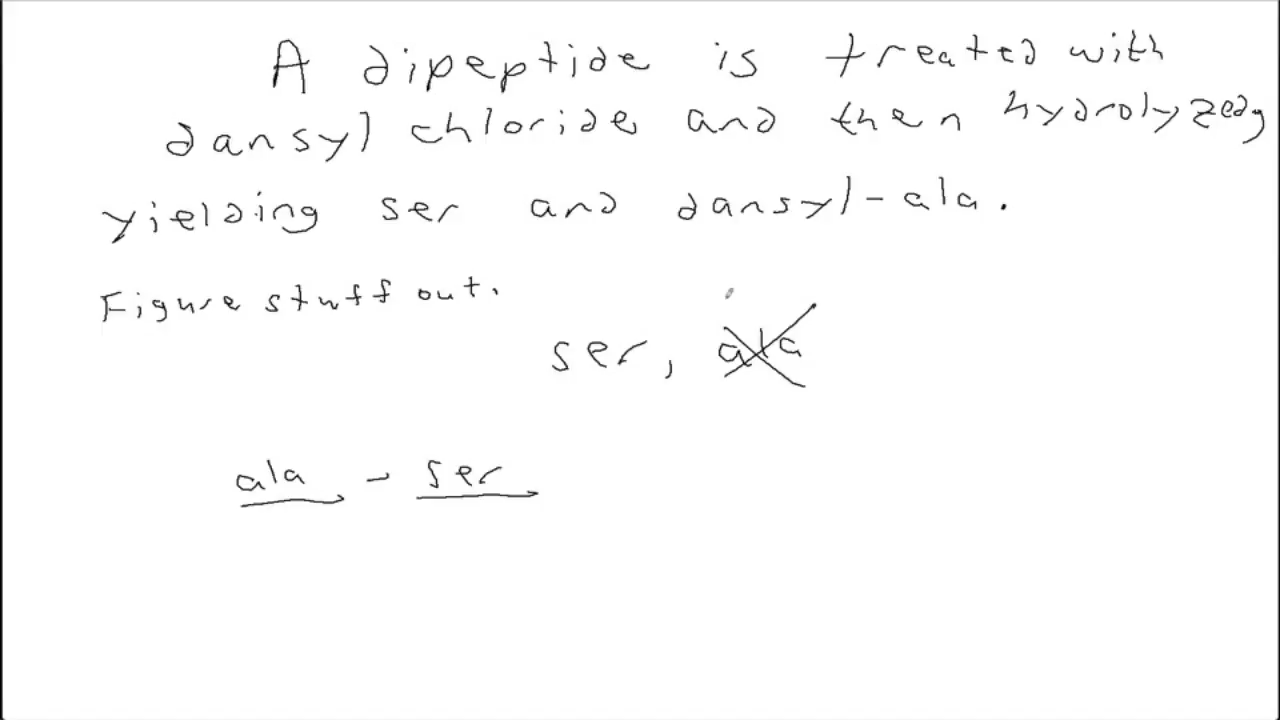 A dipeptide is treated with
dansyl chloride and then hydrolyzed,
yielding ser and dansyl-ala.
Figure stuff out.
ser, ala
ala - ser